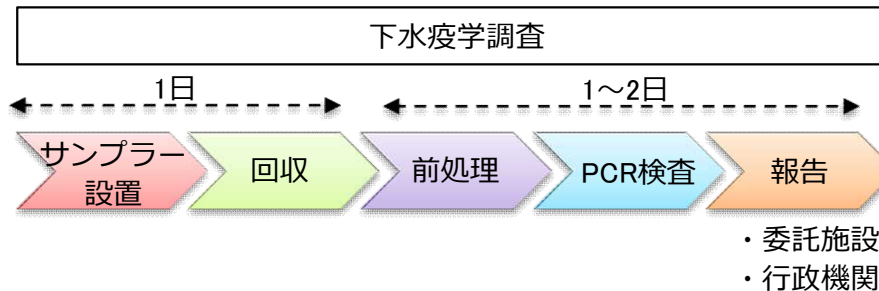 下水疫学調査
1日
1～2日
サンプラー
設置
回収
前処理
PCR検査
報告
・委託施設
・行政機関